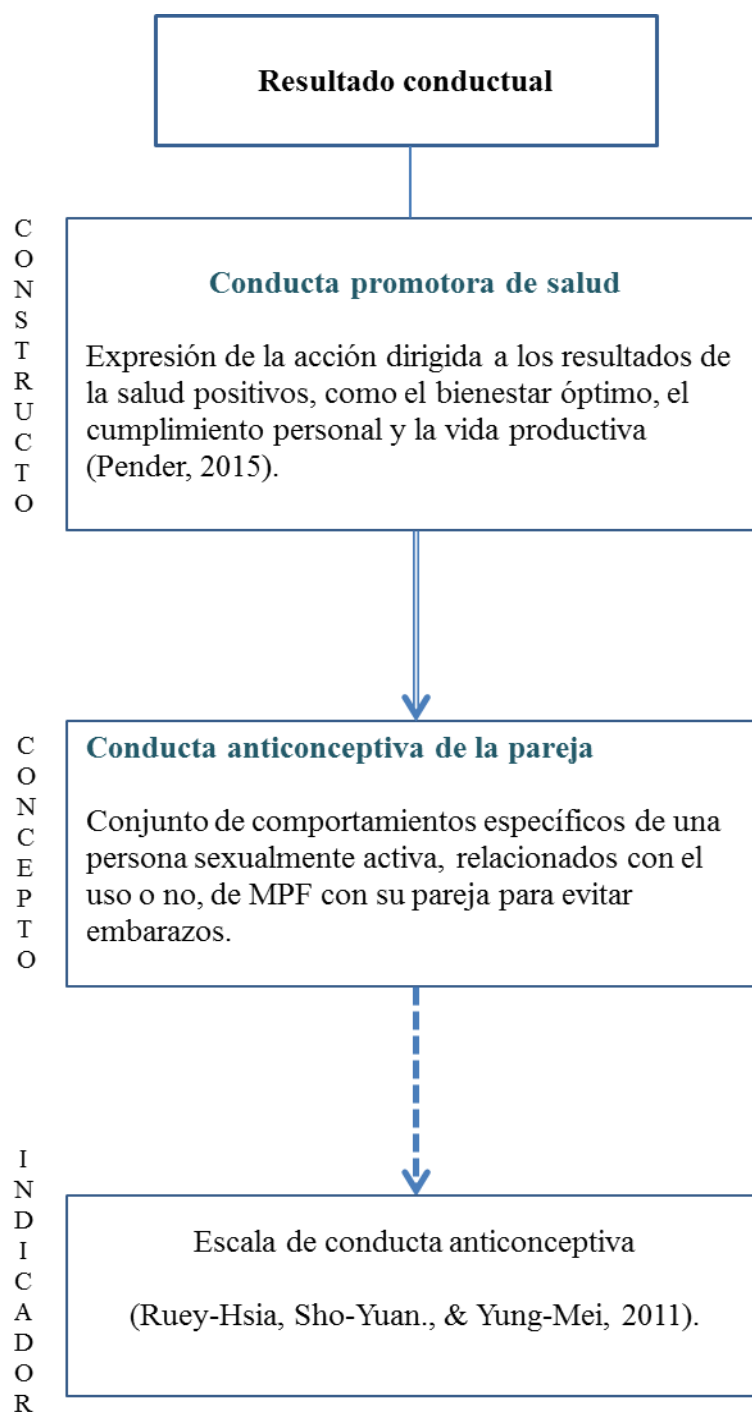 Resultado conductual
CONSTRUCTO
Conducta promotora de salud
Expresión de la acción dirigida a los resultados de
la salud positivos, como el bienestar óptimo, el
cumplimiento personal y la vida productiva
(Pender, 2015).
CONCEPTO
Conducta anticonceptiva de la pareja
Conjunto de comportamientos específicos de una
persona sexualmente activa, relacionados con el
uso o no, de MPF con su pareja para evitar
embarazos.
INDICADOR
Escala de conducta anticonceptiva
(Ruey-Hsia, Sho-Yuan., & Yung-Mei, 2011).